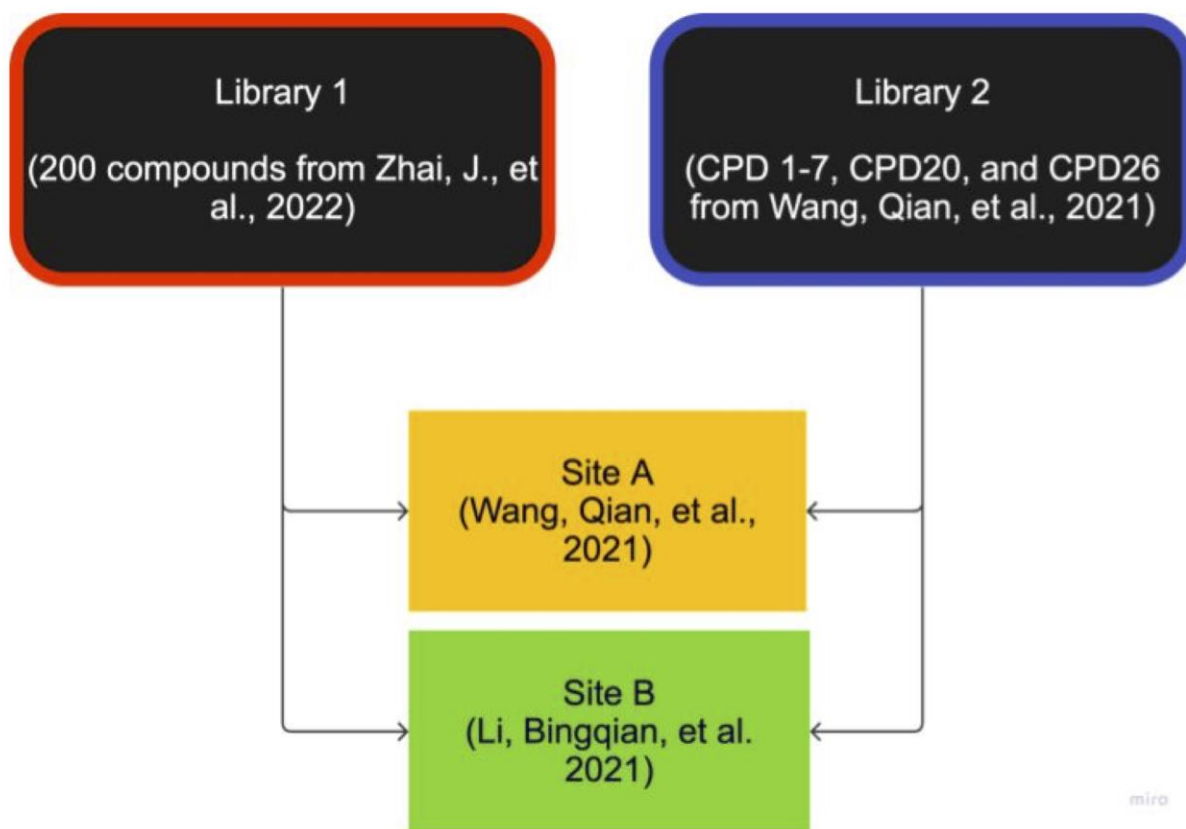 Library 1
(200 compounds from Zhai, J., et
al., 2022)
Library 2
(CPD 1-7, CPD20, and CPD26
from Wang, Qian, et al., 2021)
Site A
(Wang, Qian, et al.,
2021)
Site B
(Li, Bingqian, et al.
2021)
miro